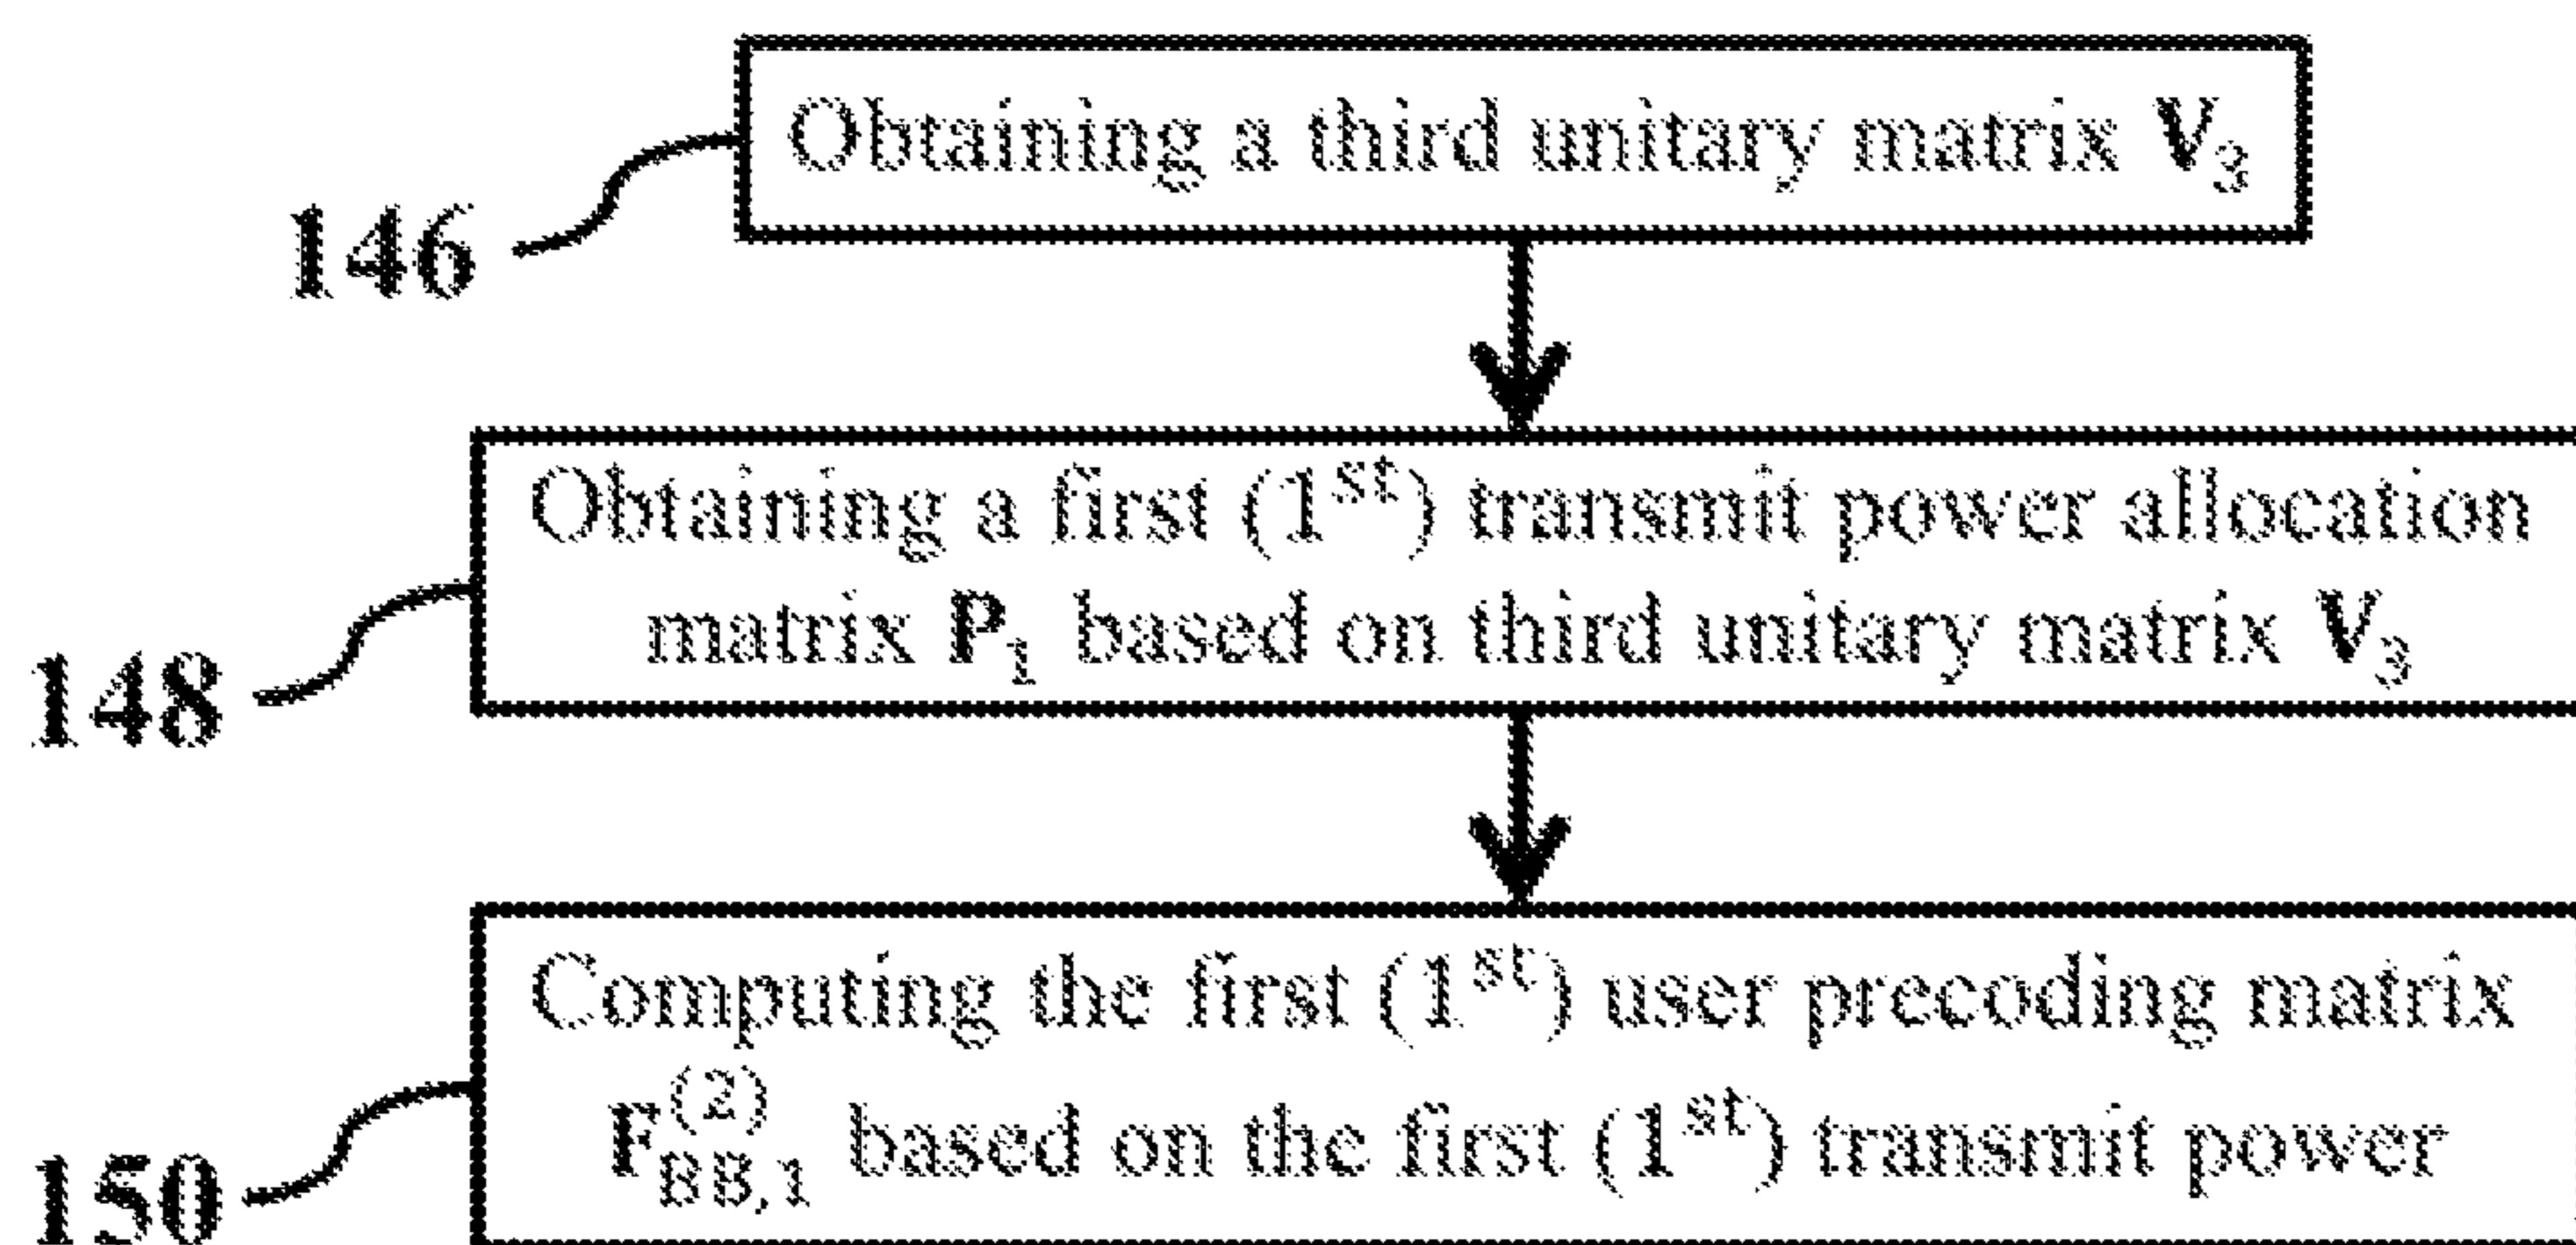 Obtaining a third unitary matrix V₃
146
Obtaining a first (1ˢᵗ) transmit power allocation
matrix P₁ based on third unitary matrix V₃
148
Computing the first (1ˢᵗ) user precoding matrix
F_{BB,1}^{(2)} based on the first (1ˢᵗ) transmit power
150